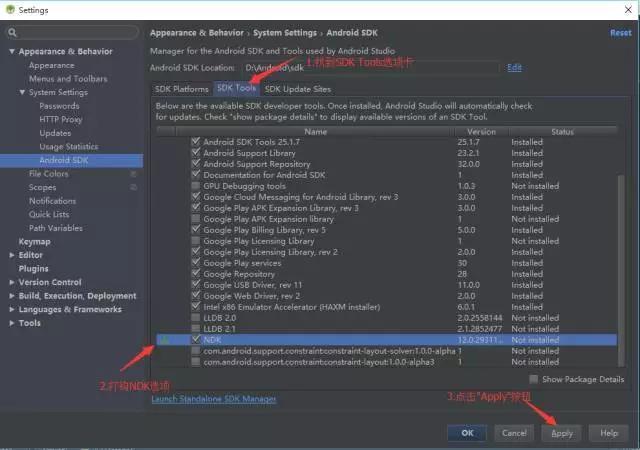 Settings
Appearance & Behavior › System Settings › Android SDK
Reset
Manager for the Android SDK and Tools used by Android Studio
Android SDK Location: D:\Android\sdk Edit
1.找到SDK Tools选项卡
SDK Platforms SDK Tools SDK Update Sites
Below are the available SDK developer tools. Once installed, Android Studio will automatically check
for updates. Check "show package details" to display available versions of an SDK Tool.
Name Version Status
Android SDK Tools 25.1.7 25.1.7 Installed
Android Support Library 23.2.1 Installed
Android Support Repository 32.0.0 Installed
Documentation for Android SDK 1 Installed
GPU Debugging tools 1.0.3 Not installed
Google Cloud Messaging for Android Library, rev 3 3.0.0 Installed
Google Play APK Expansion Library, rev 3 3.0.0 Installed
Google Play APK Expansion library 1 Not installed
Google Play Billing Library, rev 5 5.0.0 Installed
Google Play Licensing Library 1 Not installed
Google Play Licensing Library, rev 2 2.0.0 Installed
Google Play services 30 Installed
Google Repository 28 Installed
Google USB Driver, rev 11 11.0.0 Installed
Google Web Driver, rev 2 2.0.0 Installed
Intel x86 Emulator Accelerator (HAXM installer) 6.0.1 Installed
LLDB 2.0 2.0.2558144 Not installed
LLDB 2.1 2.1.2852477 Not installed
NDK 12.0.29311... Not installed
com.android.support.constraint:constraint-layout-solver:1.0.0-alpha 1 Not installed
com.android.support.constraint:constraint-layout:1.0.0-alpha3 1 Not installed
Show Package Details
2.打钩NDK选项
3.点击"Apply"按钮
Launch Standalone SDK Manager
OK Cancel Apply Help
Appearance & Behavior
Appearance
Menus and Toolbars
System Settings
Passwords
HTTP Proxy
Updates
Usage Statistics
Android SDK
File Colors
Scopes
Notifications
Quick Lists
Path Variables
Keymap
Editor
Plugins
Version Control
Build, Execution, Deployment
Languages & Frameworks
Tools